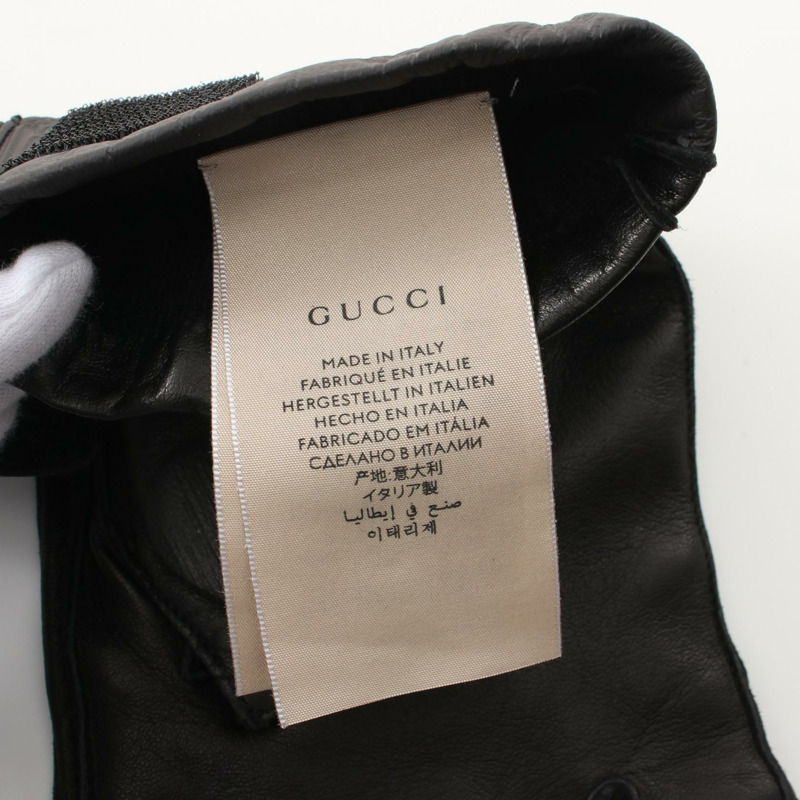 GUCCI
MADE IN ITALY
FABRIQUÉ EN ITALIE
HERGESTELLT IN ITALIEN
HECHO EN ITALIA
FABRICADO EM ITÁLIA
СДЕЛАНО В ИТАЛИИ
产地:意大利
イタリア製
صنع في إيطاليا
이태리제